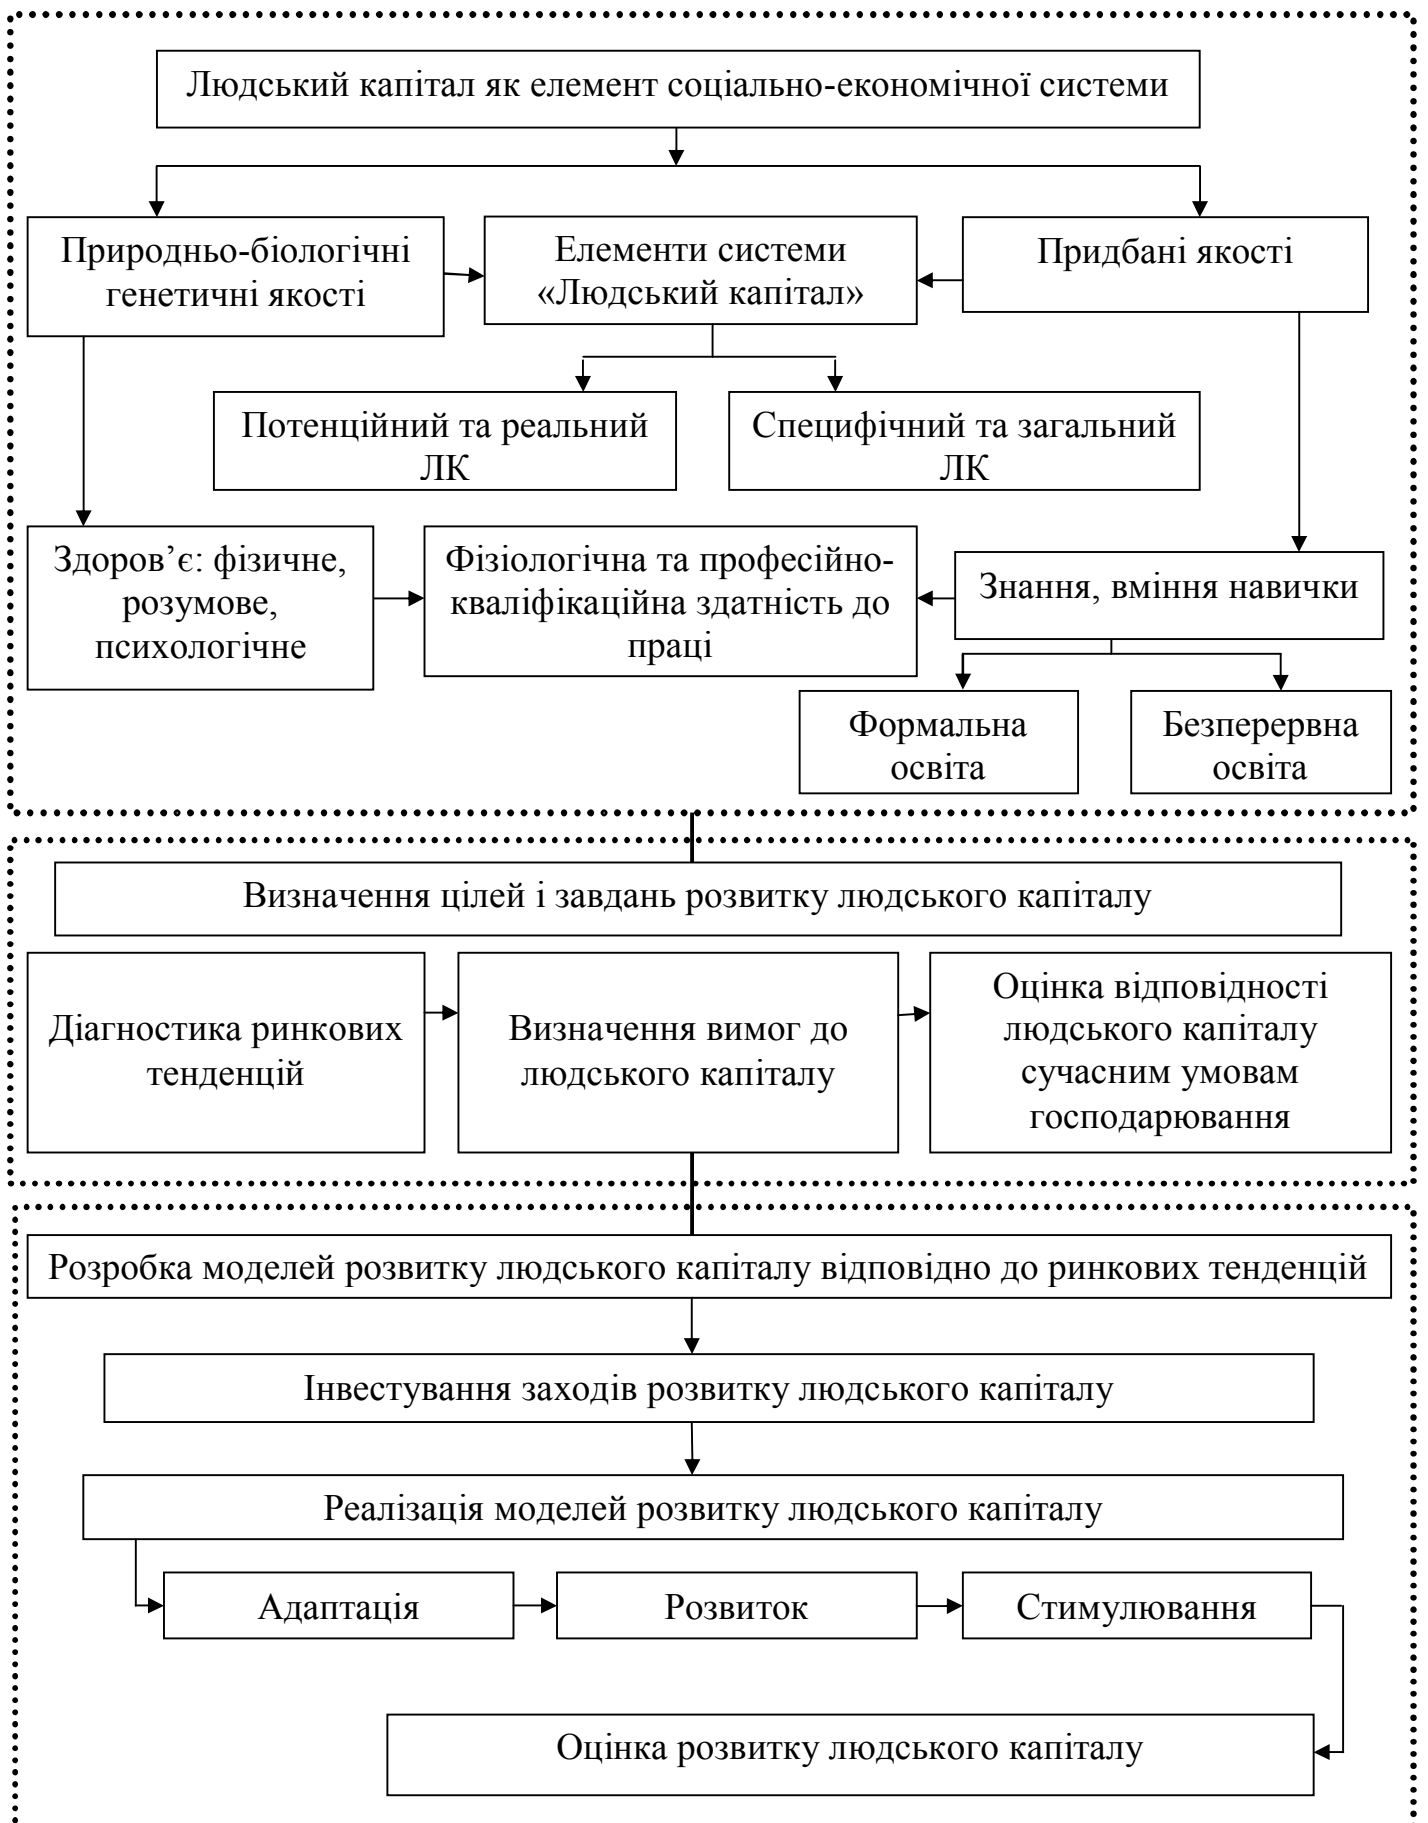 Людський капітал як елемент соціально-економічної системи
Природньо-біологічні
генетичні якості
Елементи системи
«Людський капітал»
Придбані якості
Потенційний та реальний
ЛК
Специфічний та загальний
ЛК
Здоров’є: фізичне,
розумове,
психологічне
Фізіологічна та професійно-
кваліфікаційна здатність до
праці
Знання, вміння навички
Формальна
освіта
Безперервна
освіта
Визначення цілей і завдань розвитку людського капіталу
Діагностика ринкових
тенденцій
Визначення вимог до
людського капіталу
Оцінка відповідності
людського капіталу
сучасним умовам
господарювання
Розробка моделей розвитку людського капіталу відповідно до ринкових тенденцій
Інвестування заходів розвитку людського капіталу
Реалізація моделей розвитку людського капіталу
Адаптація
Розвиток
Стимулювання
Оцінка розвитку людського капіталу